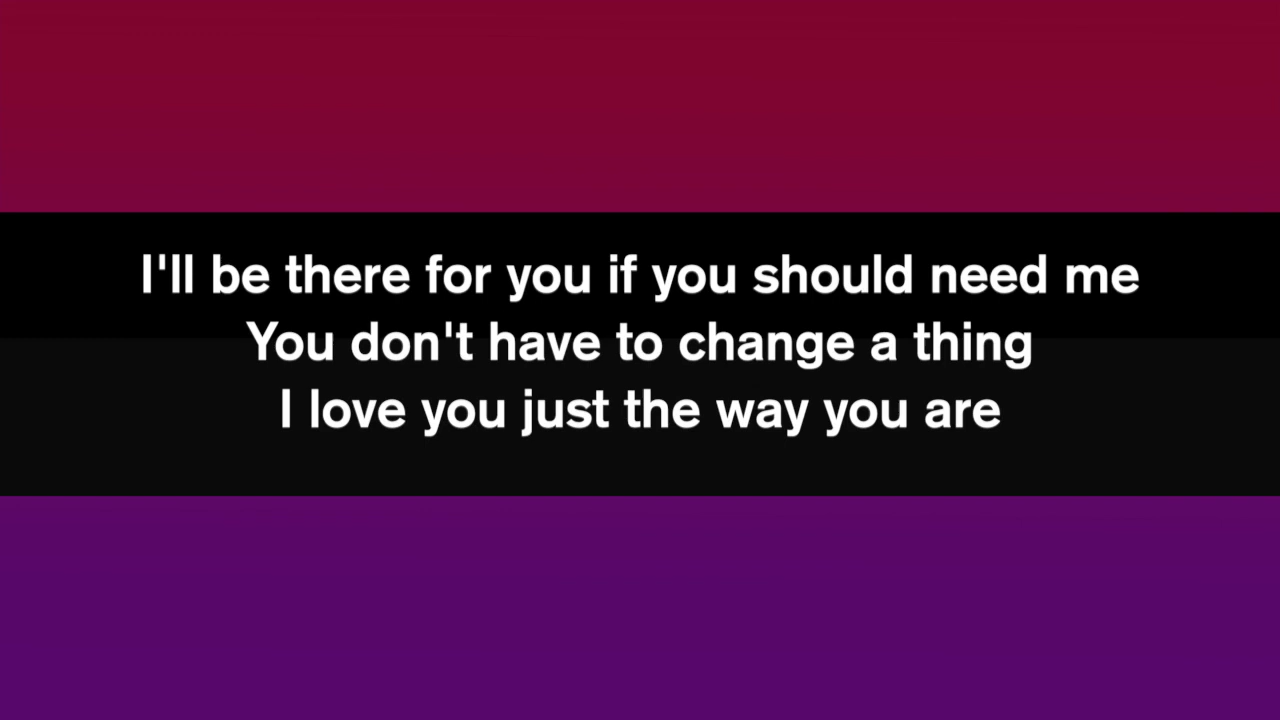 I'll be there for you if you should need me
You don't have to change a thing
I love you just the way you are